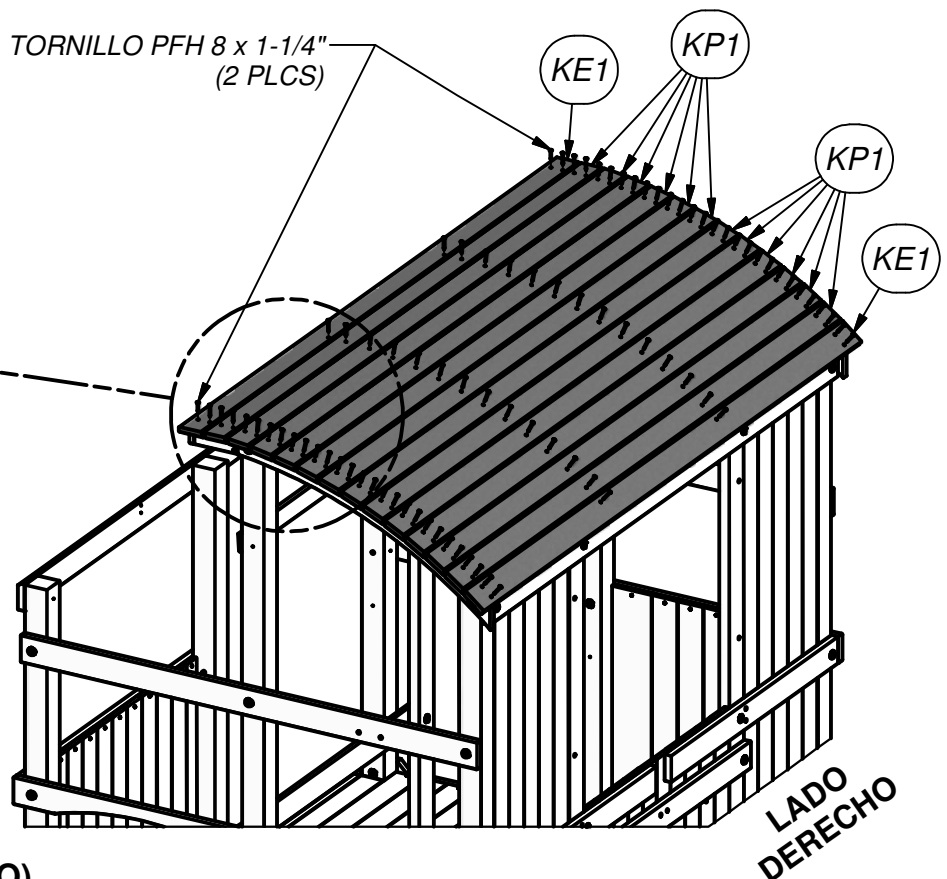 TORNILLO PFH 8 x 1-1/4"
(2 PLCS)
KE1
KP1
KP1
KE1
LADO
DERECHO
O)